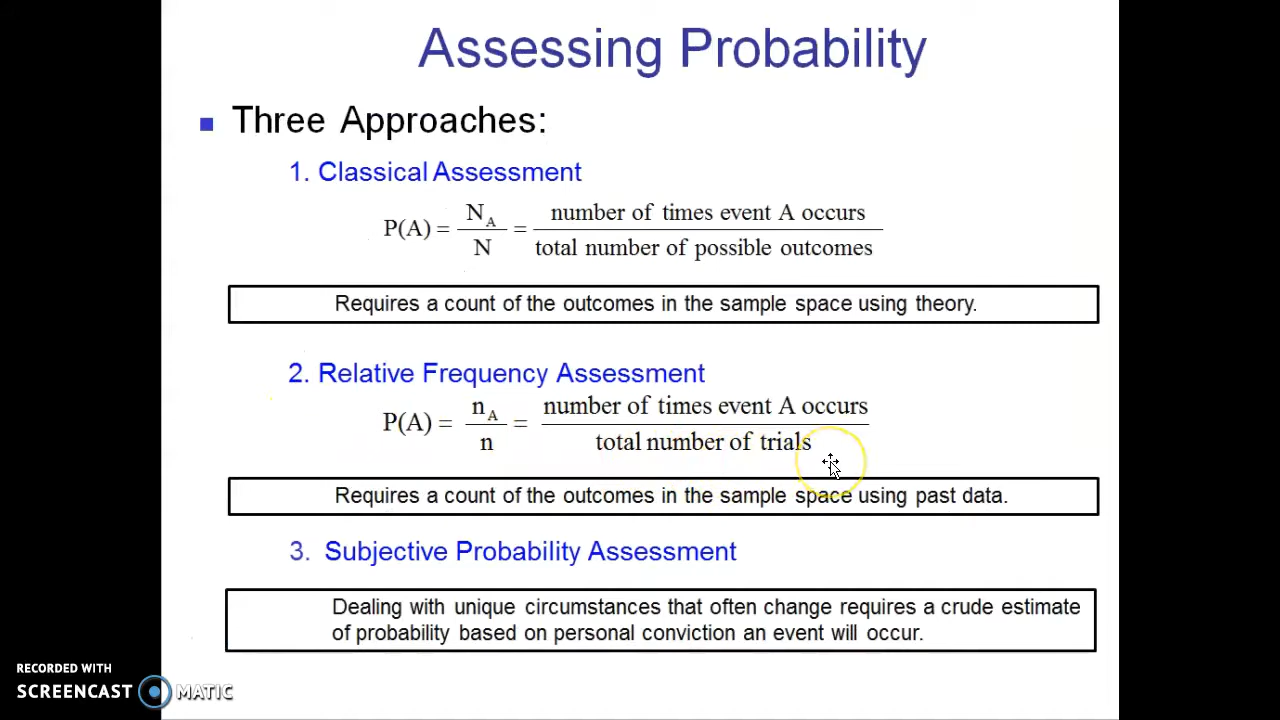 Assessing Probability
Three Approaches:
1. Classical Assessment
P(A) = N_A / N = number of times event A occurs / total number of possible outcomes
Requires a count of the outcomes in the sample space using theory.
2. Relative Frequency Assessment
P(A) = n_A / n = number of times event A occurs / total number of trials
Requires a count of the outcomes in the sample space using past data.
3. Subjective Probability Assessment
Dealing with unique circumstances that often change requires a crude estimate
of probability based on personal conviction an event will occur.
RECORDED WITH
SCREENCAST MATIC